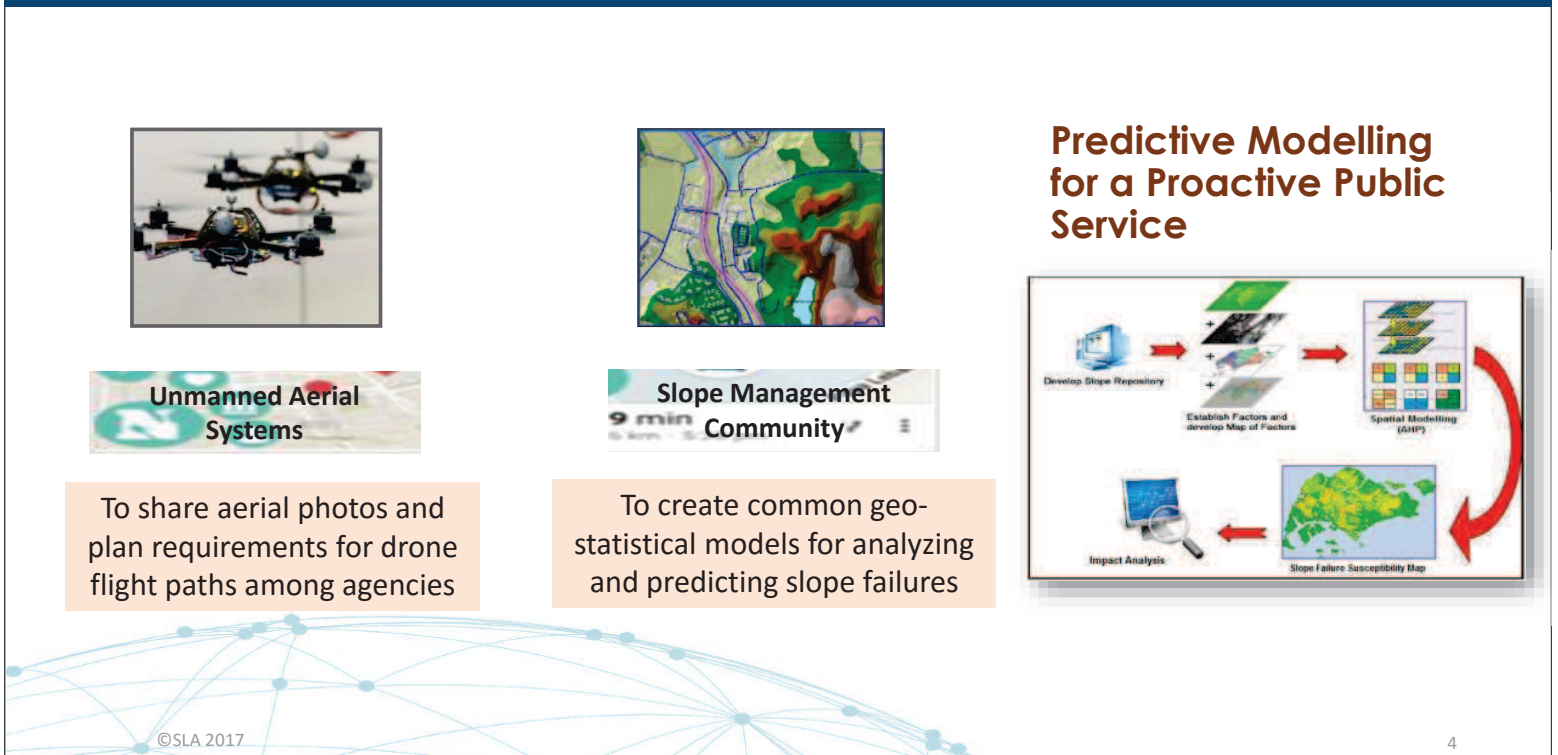 Predictive Modelling
for a Proactive Public
Service
Unmanned Aerial
Systems
To share aerial photos and
plan requirements for drone
flight paths among agencies
Slope Management
9 min
Community
To create common geo-
statistical models for analyzing
and predicting slope failures
Develop Slope Repository
+
+
+
Establish Factors and
develop Map of Factors
Spatial Modelling
(AHP)
Impact Analysis
Slope Failure Susceptibility Map
©SLA 2017
4